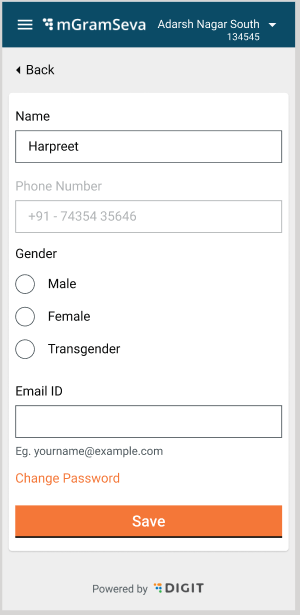 mGramSeva
Adarsh Nagar South
134545
Back
Name
Harpreet
Phone Number
+91 - 74354 35646
Gender
Male
Female
Transgender
Email ID
Eg. yourname@example.com
Change Password
Save
Powered by DIGIT